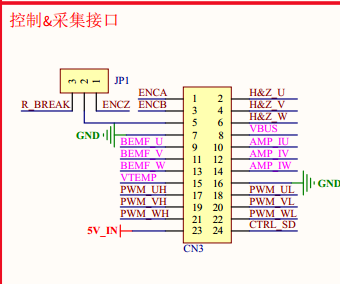 控制&采集接口
3 2 1 JP1
R_BREAK ENCZ
ENCA 1 2 H&Z_U
ENCB 3 4 H&Z_V
5 6 H&Z_W
GND 7 8 VBUS
BEMF_U 9 10 AMP_IU
BEMF_V 11 12 AMP_IV
BEMF_W 13 14 AMP_IW
VTEMP 15 16 GND
PWM_UH 17 18 PWM_UL
PWM_VH 19 20 PWM_VL
PWM_WH 21 22 PWM_WL
5V_IN 23 24 CTRL_SD
CN3